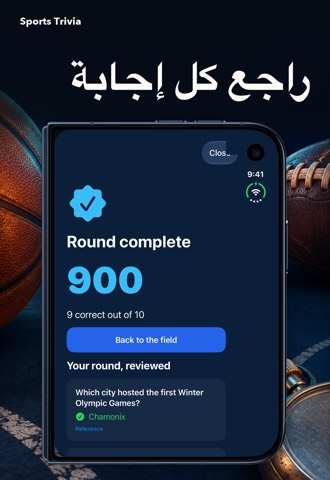 Sports Trivia
راجع كل إجابة
9:41
Round complete
900
9 correct out of 10
Back to the field
Your round, reviewed
Which city hosted the first Winter
Olympic Games?
Chamonix
Reference